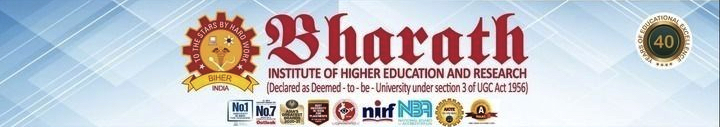 TO THE STARS BY HARD WORK
BIHER
INDIA
Bharath
INSTITUTE OF HIGHER EDUCATION AND RESEARCH
(Declared as Deemed - to - be - University under section 3 of UGC Act 1956)
YEARS OF EDUCATIONAL EXCELLENCE
40
No.1
No.7
Outlook
nirf
NBA
A